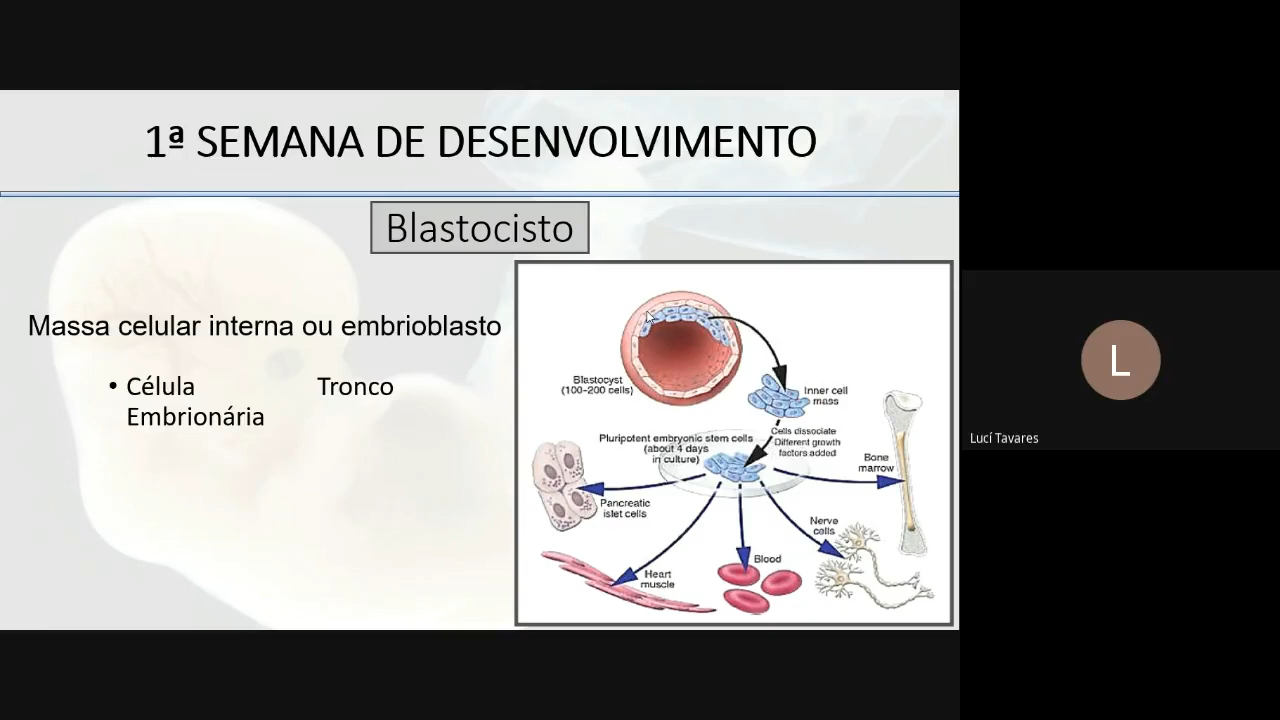 1ª SEMANA DE DESENVOLVIMENTO
Blastocisto
Massa celular interna ou embrioblasto
• Célula Tronco
Embrionária
Blastocyst
(100-200 cells)
Inner cell
mass
Cells dissociate
Different growth
factors added
Pluripotent embryonic stem cells
(about 4 days
in culture)
Bone
marrow
Pancreatic
islet cells
Nerve
cells
Heart
muscle
Blood
L
Lucí Tavares